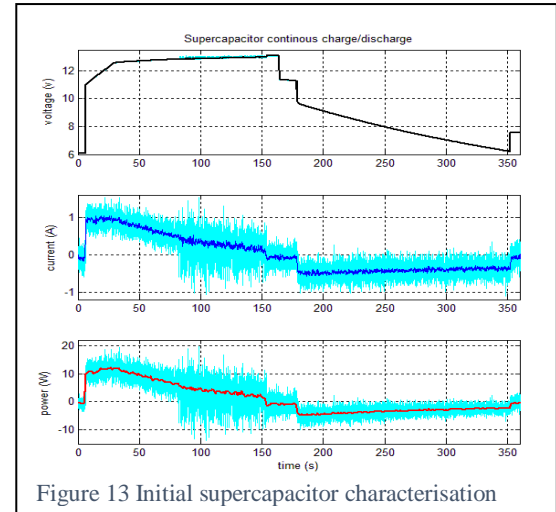 Supercapacitor continous charge/discharge
voltage (v)
12
10
8
6
0 50 100 150 200 250 300 350
current (A)
1
0
-1
0 50 100 150 200 250 300 350
power (W)
20
10
0
-10
0 50 100 150 200 250 300 350
time (s)
Figure 13 Initial supercapacitor characterisation